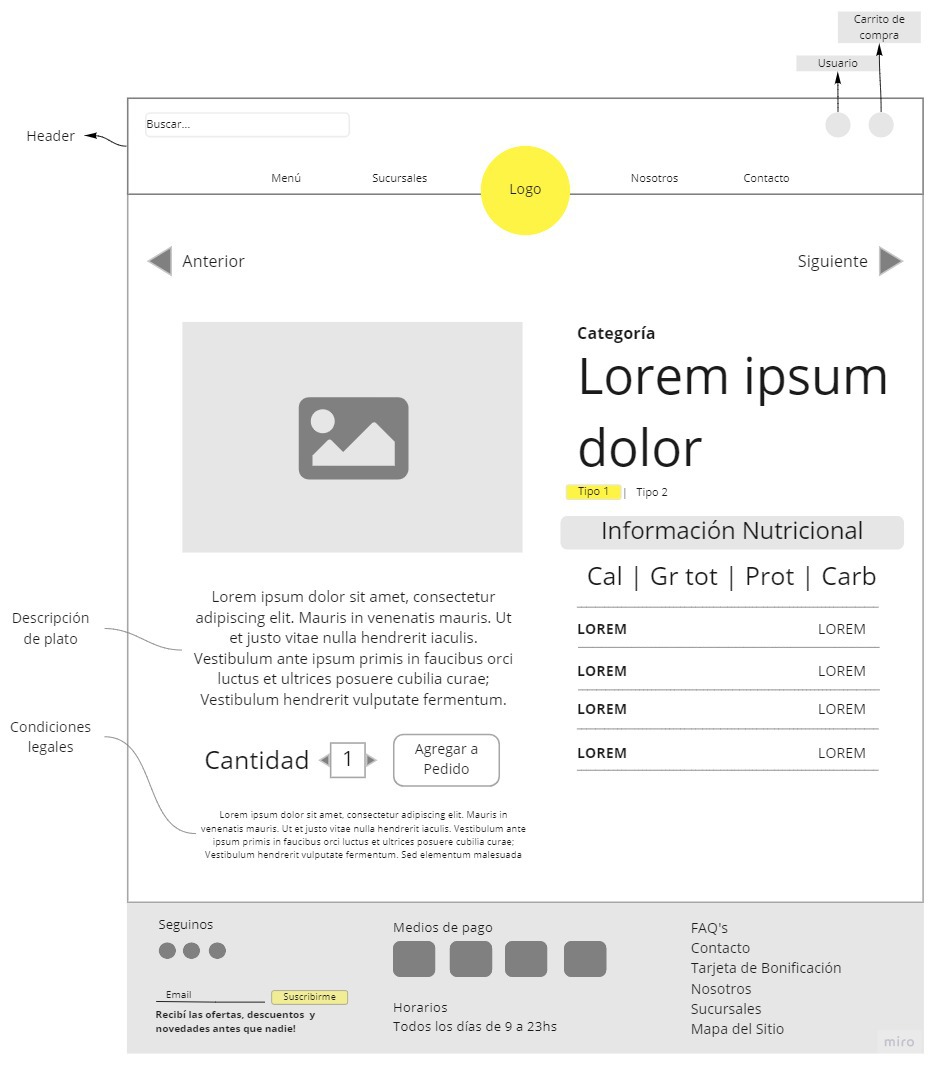 Carrito de
compra
Usuario
Header
Buscar...
Menú
Sucursales
Logo
Nosotros
Contacto
Anterior
Siguiente
Categoría
Lorem ipsum
dolor
Tipo 1 | Tipo 2
Información Nutricional
Cal | Gr tot | Prot | Carb
LOREM LOREM
LOREM LOREM
LOREM LOREM
LOREM LOREM
Descripción
de plato
Lorem ipsum dolor sit amet, consectetur
adipiscing elit. Mauris in venenatis mauris. Ut
et justo vitae nulla hendrerit iaculis.
Vestibulum ante ipsum primis in faucibus orci
luctus et ultrices posuere cubilia curae;
Vestibulum hendrerit vulputate fermentum.
Condiciones
legales
Cantidad
1
Agregar a
Pedido
Lorem ipsum dolor sit amet, consectetur adipiscing elit. Mauris in
venenatis mauris. Ut et justo vitae nulla hendrerit iaculis. Vestibulum ante
ipsum primis in faucibus orci luctus et ultrices posuere cubilia curae;
Vestibulum hendrerit vulputate fermentum. Sed elementum malesuada
Seguinos
Email
Suscribirme
Recibí las ofertas, descuentos y
novedades antes que nadie!
Medios de pago
Horarios
Todos los días de 9 a 23hs
FAQ's
Contacto
Tarjeta de Bonificación
Nosotros
Sucursales
Mapa del Sitio
miro